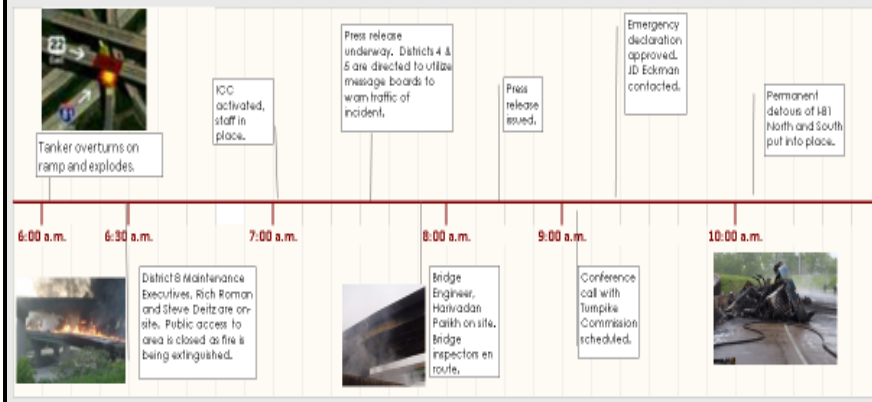 22
East
81
Tanker overturns on
ramp and explodes.
ICC
activated,
staff in
place.
Press release
underway. Districts 4 &
5 are directed to utilize
message boards to
warn traffic of
incident.
Press
release
issued.
Emergency
declaration
approved.
JD Eckman
contacted.
Permanent
detours of I-81
North and South
put into place.
6:00 a.m.
6:30 a.m.
7:00 a.m.
8:00 a.m.
9:00 a.m.
10:00 a.m.
District 8 Maintenance
Executives, Rich Roman
and Steve Deitz are on-
site. Public access to
area is closed as fire is
being extinguished.
Bridge
Engineer,
Harivadan
Parikh on site.
Bridge
inspectors en
route.
Conference
call with
Turnpike
Commission
scheduled.